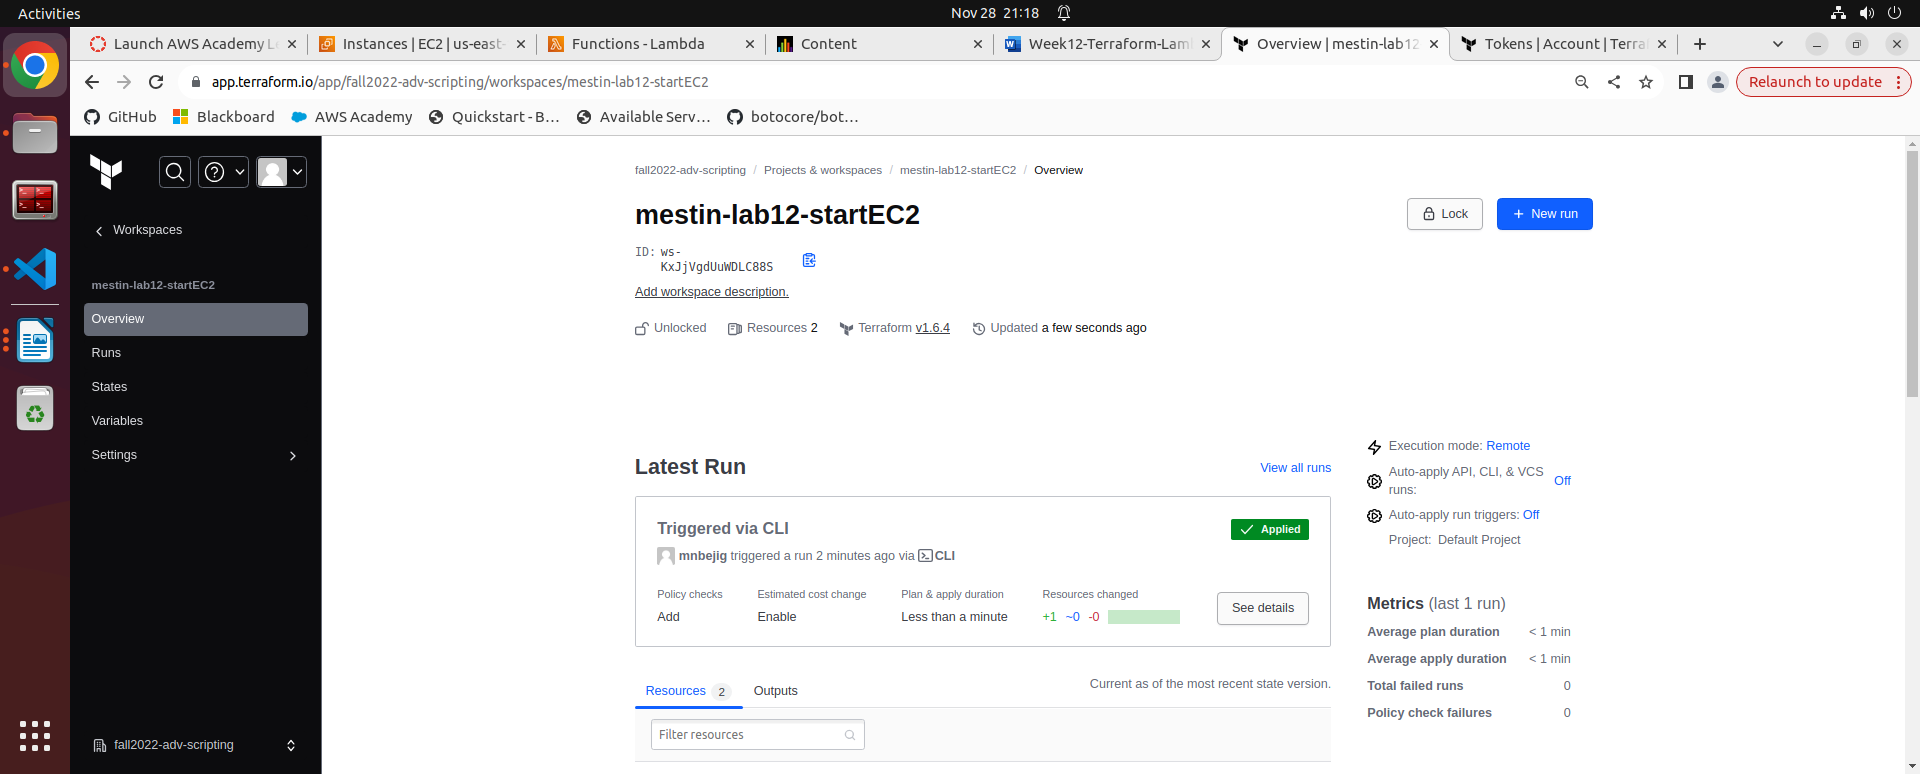 Activities
Nov 28 21:18
Launch AWS Academy Le
Instances | EC2 | us-east-
Functions - Lambda
Content
Week12-Terraform-Lam
Overview | mestin-lab12
Tokens | Account | Terra
app.terraform.io/app/fall2022-adv-scripting/workspaces/mestin-lab12-startEC2
Relaunch to update
GitHub
Blackboard
AWS Academy
Quickstart - B…
Available Serv…
botocore/bot…
Workspaces
mestin-lab12-startEC2
Overview
Runs
States
Variables
Settings
fall2022-adv-scripting
fall2022-adv-scripting / Projects & workspaces / mestin-lab12-startEC2 / Overview
mestin-lab12-startEC2
Lock
New run
ID: ws-
KxJjVgdUuWDLC88S
Add workspace description.
Unlocked Resources 2 Terraform v1.6.4 Updated a few seconds ago
Latest Run
View all runs
Triggered via CLI
Applied
mnbejig triggered a run 2 minutes ago via CLI
Policy checks Estimated cost change Plan & apply duration Resources changed
Add Enable Less than a minute +1 ~0 -0
See details
Resources 2 Outputs
Current as of the most recent state version.
Filter resources
Execution mode: Remote
Auto-apply API, CLI, & VCS
runs: Off
Auto-apply run triggers: Off
Project: Default Project
Metrics (last 1 run)
Average plan duration < 1 min
Average apply duration < 1 min
Total failed runs 0
Policy check failures 0